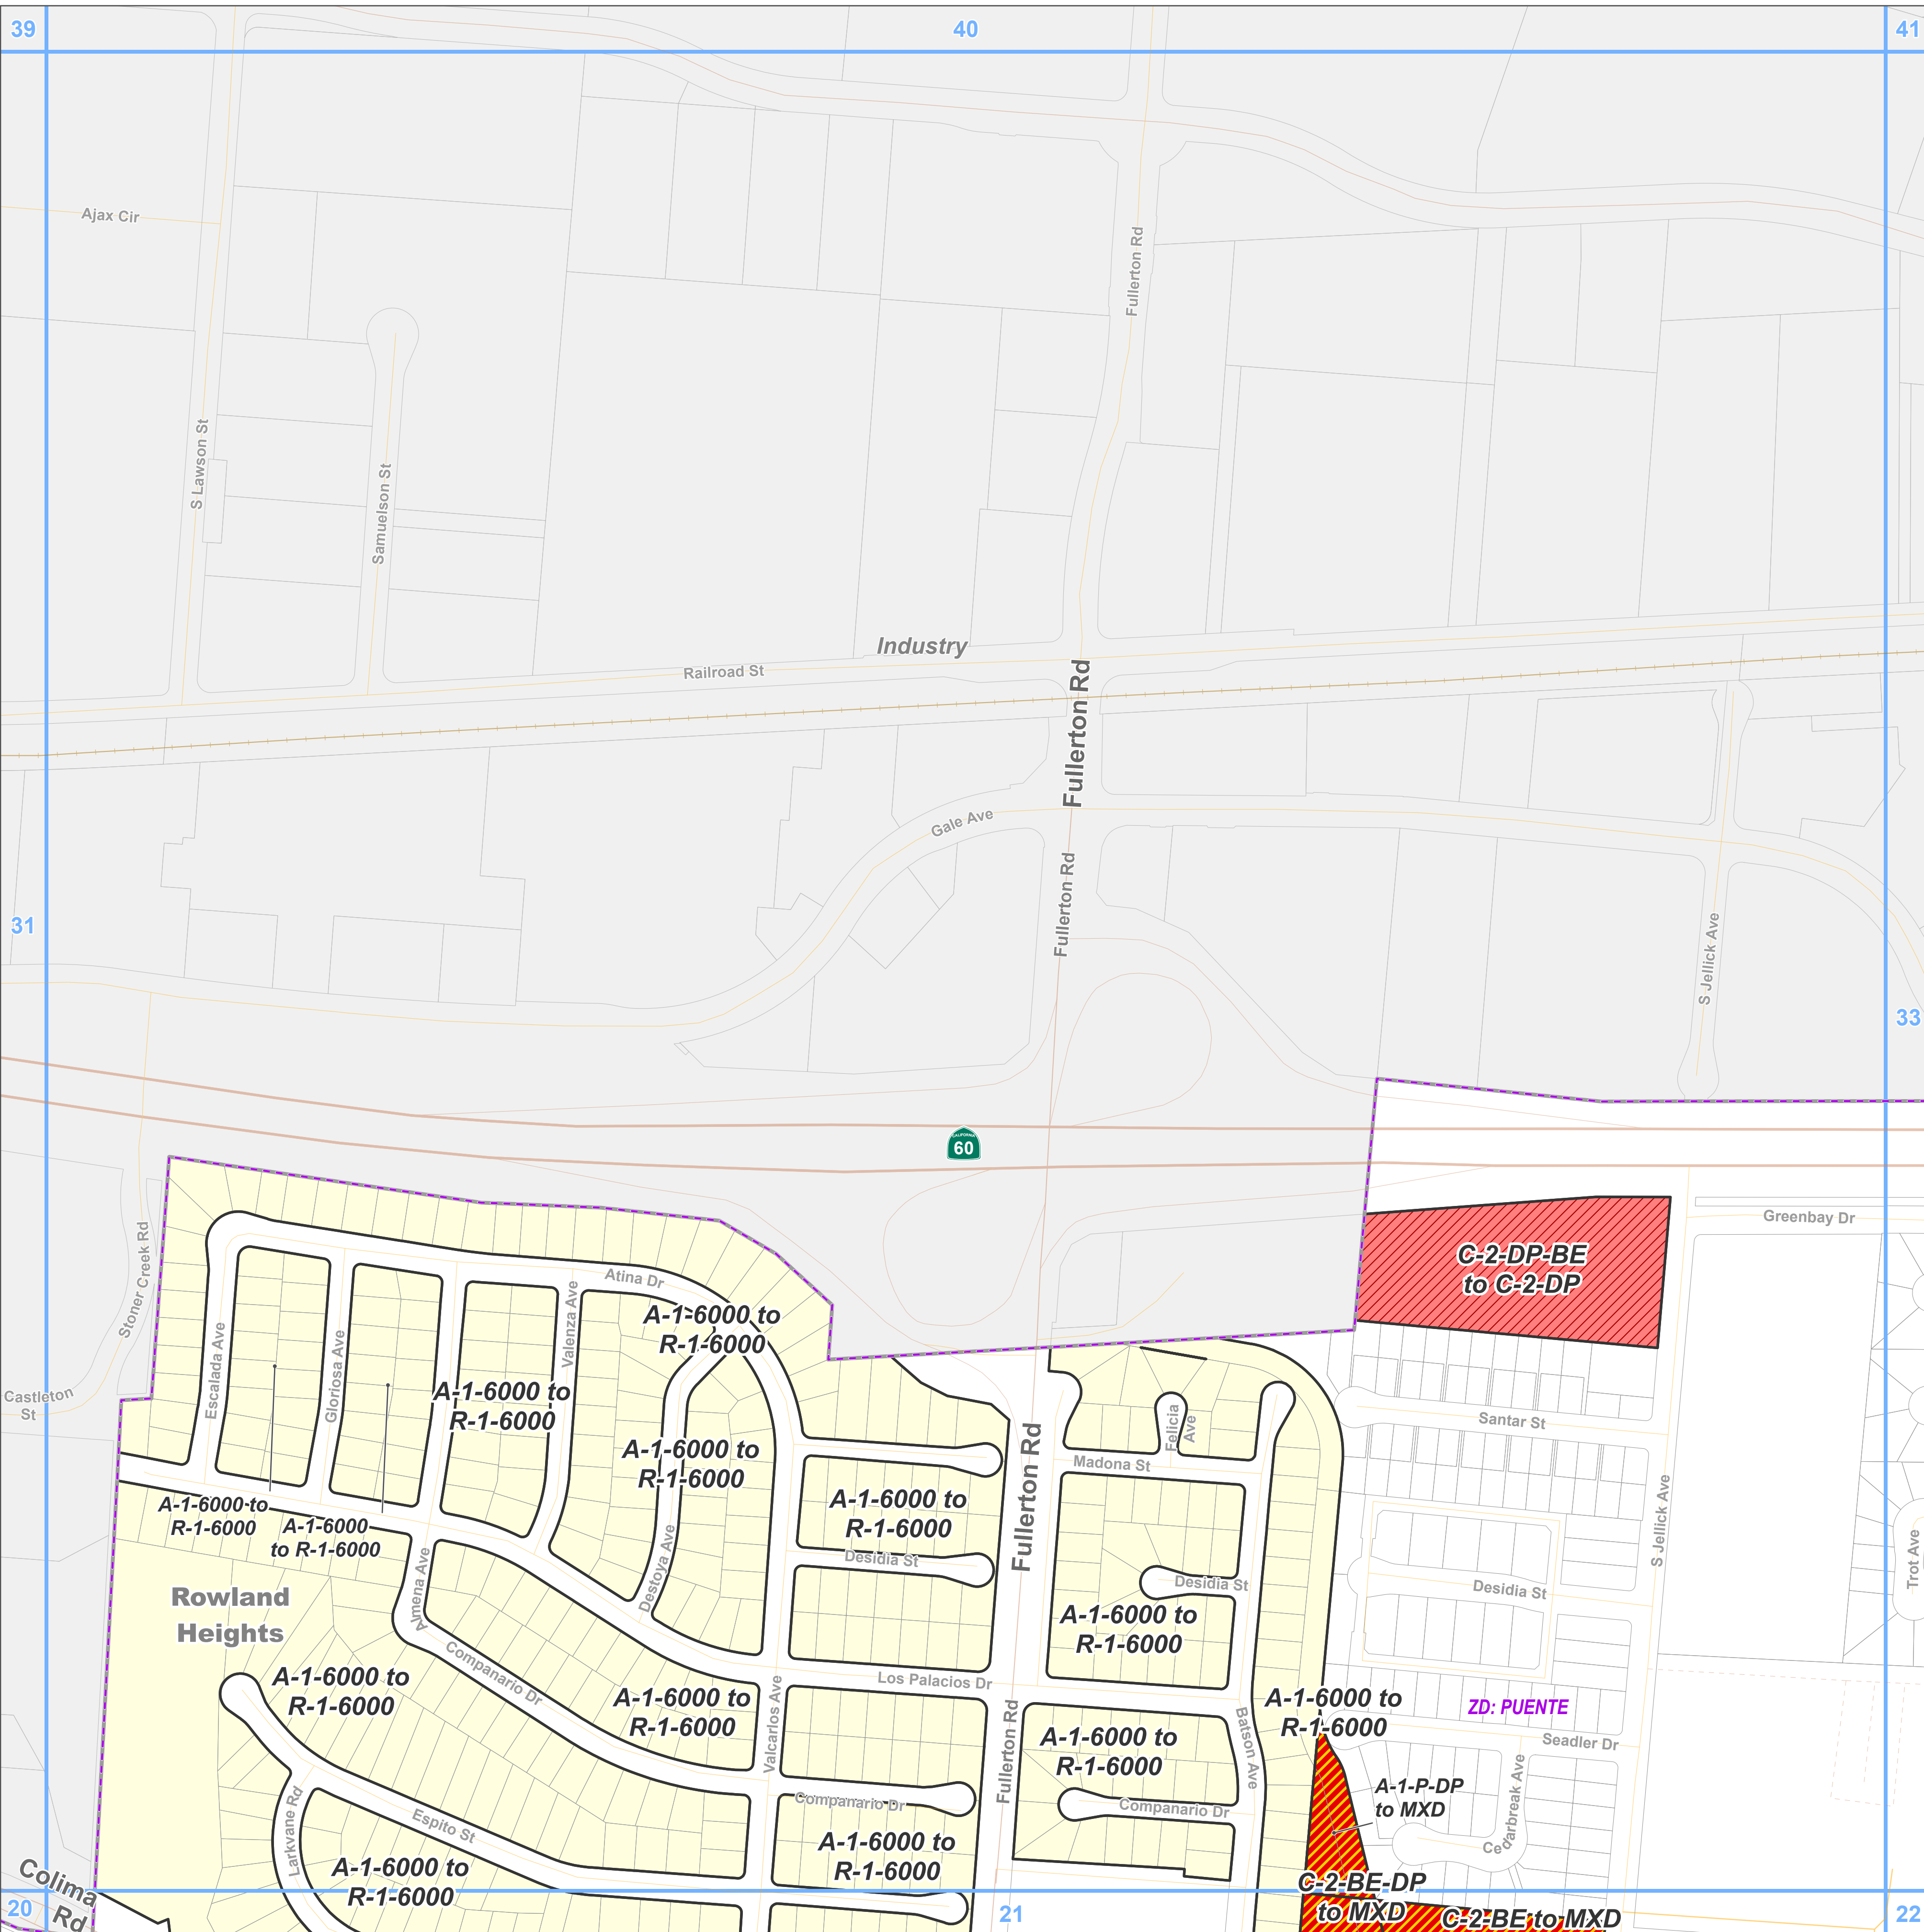 39
40
41
Ajax Cir
Fullerton Rd
S Lawson St
Samuelson St
Industry
Railroad St
Fullerton Rd
Gale Ave
Fullerton Rd
31
S Jellick Ave
33
CALIFORNIA
60
Greenbay Dr
Stoner Creek Rd
C-2-DP-BE
to C-2-DP
Atina Dr
A-1-6000 to
R-1-6000
Escalada Ave
Gloriosa Ave
Valenza Ave
Castleton
St
A-1-6000 to
R-1-6000
Felicia
Ave
Santar St
A-1-6000 to
R-1-6000
Fullerton Rd
Madona St
A-1-6000 to
R-1-6000
A-1-6000 to
R-1-6000
A-1-6000
to R-1-6000
Desidia St
S Jellick Ave
Trot Ave
Destoya Ave
Desidia St
Desidia St
Amena Ave
Rowland
Heights
A-1-6000 to
R-1-6000
Companario Dr
Los Palacios Dr
A-1-6000 to
R-1-6000
A-1-6000 to
R-1-6000
Valcarlos Ave
Fullerton Rd
A-1-6000 to
R-1-6000
Batson Ave
A-1-6000 to
R-1-6000
ZD: PUENTE
Seadler Dr
A-1-P-DP
to MXD
Cedarbreak Ave
Ced
Companario Dr
Companario Dr
Larkvane Rd
Espito St
A-1-6000 to
R-1-6000
A-1-6000 to
R-1-6000
Colima
Rd
C-2-BE-DP
to MXD
C-2-BE to MXD
20
21
22